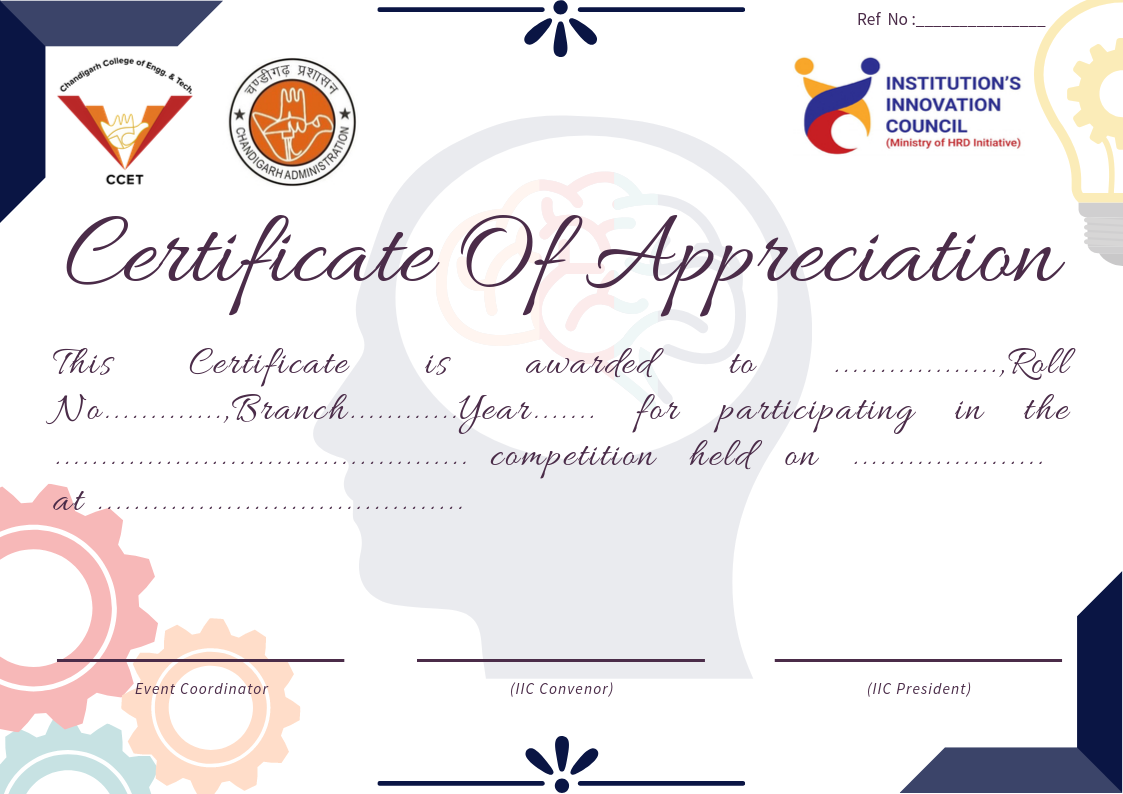 Ref No :_______________
Chandigarh College of Engg. & Tech.
CCET
चण्डीगढ़ प्रशासन
CHANDIGARH ADMINISTRATION
INSTITUTION'S
INNOVATION
COUNCIL
(Ministry of HRD Initiative)
Certificate Of Appreciation
This Certificate is awarded to ..................,Roll
No.............,Branch............Year....... for participating in the
............................................. competition held on .....................
at ........................................
Event Coordinator
(IIC Convenor)
(IIC President)